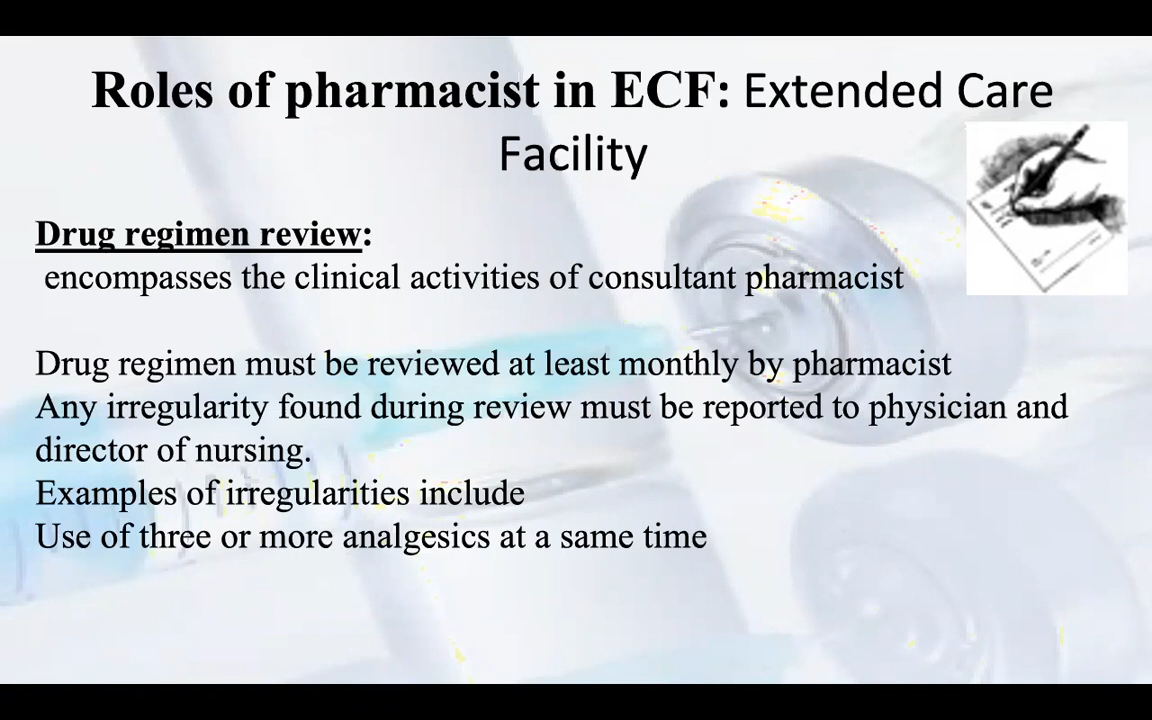 Roles of pharmacist in ECF: Extended Care
Facility
Drug regimen review:
encompasses the clinical activities of consultant pharmacist
Drug regimen must be reviewed at least monthly by pharmacist
Any irregularity found during review must be reported to physician and
director of nursing.
Examples of irregularities include
Use of three or more analgesics at a same time